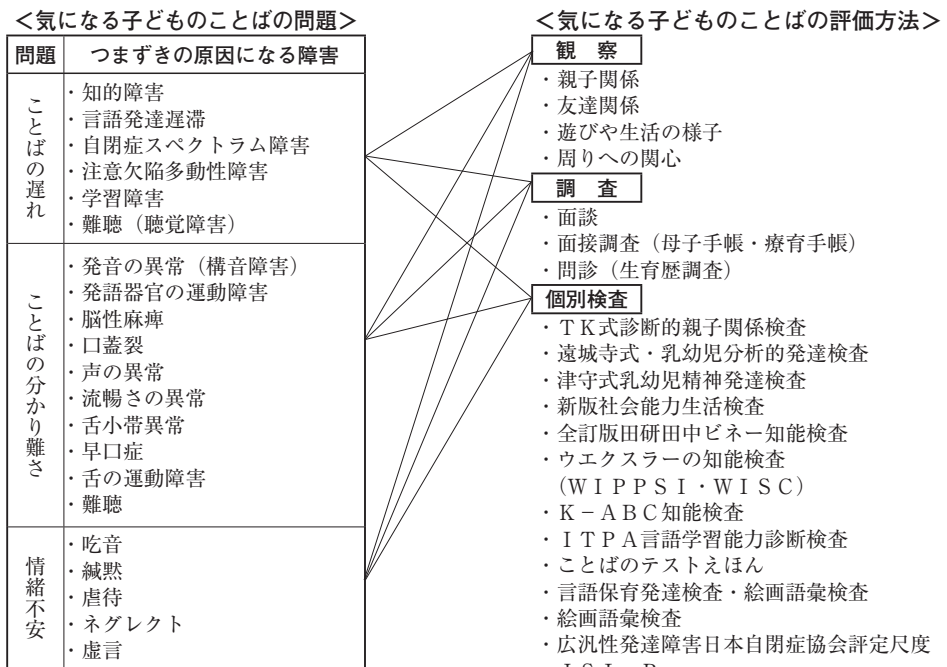 ＜気になる子どものことばの問題＞
問題
つまずきの原因になる障害
ことばの遅れ
・知的障害
・言語発達遅滞
・自閉症スペクトラム障害
・注意欠陥多動性障害
・学習障害
・難聴（聴覚障害）
ことばの分かり難さ
・発音の異常（構音障害）
・発語器官の運動障害
・脳性麻痺
・口蓋裂
・声の異常
・流暢さの異常
・舌小帯異常
・早口症
・舌の運動障害
・難聴
情緒不安
・吃音
・緘黙
・虐待
・ネグレクト
・虚言
＜気になる子どものことばの評価方法＞
観　察
・親子関係
・友達関係
・遊びや生活の様子
・周りへの関心
調　査
・面談
・面接調査（母子手帳・療育手帳）
・問診（生育歴調査）
個別検査
・ＴＫ式診断的親子関係検査
・遠城寺式・乳幼児分析的発達検査
・津守式乳幼児精神発達検査
・新版社会能力生活検査
・全訂版田研田中ビネー知能検査
・ウエクスラーの知能検査
（ＷＩＰＰＳＩ・ＷＩＳＣ）
・Ｋ－ＡＢＣ知能検査
・ＩＴＰＡ言語学習能力診断検査
・ことばのテストえほん
・言語保育発達検査・絵画語彙検査
・絵画語彙検査
・広汎性発達障害日本自閉症協会評定尺度